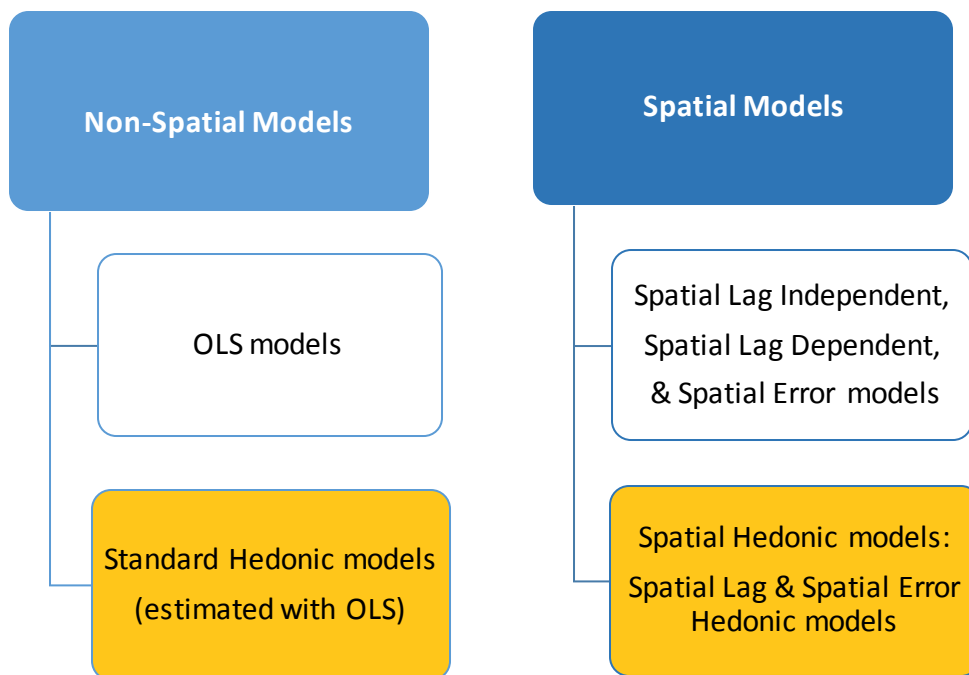 Non-Spatial Models
OLS models
Standard Hedonic models
(estimated with OLS)
Spatial Models
Spatial Lag Independent,
Spatial Lag Dependent,
& Spatial Error models
Spatial Hedonic models:
Spatial Lag & Spatial Error
Hedonic models